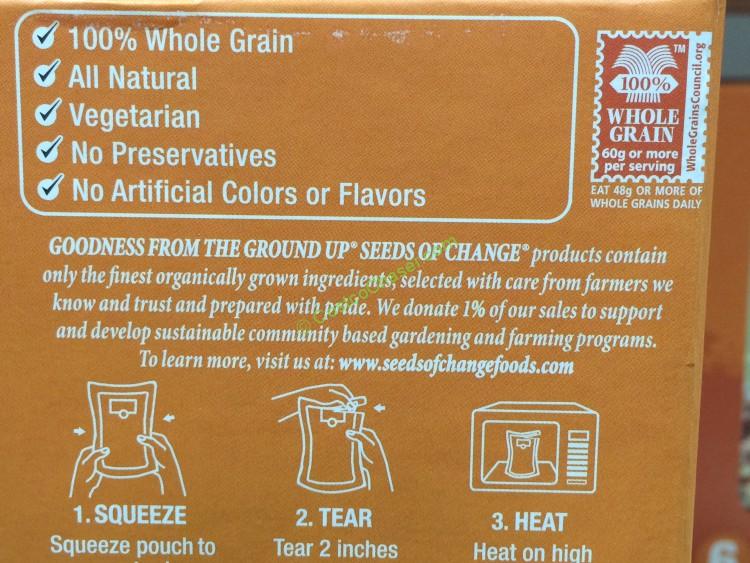 100% Whole Grain
All Natural
Vegetarian
No Preservatives
No Artificial Colors or Flavors
100%
TM
WHOLE
GRAIN
60g or more
per serving
WholeGrainsCouncil.org
EAT 48g OR MORE OF
WHOLE GRAINS DAILY
GOODNESS FROM THE GROUND UP® SEEDS OF CHANGE® products contain
only the finest organically grown ingredients, selected with care from farmers we
know and trust and prepared with pride. We donate 1% of our sales to support
and develop sustainable community based gardening and farming programs.
To learn more, visit us at: www.seedsofchangefoods.com
© CostcoChaser.com
1. SQUEEZE
Squeeze pouch to
2. TEAR
Tear 2 inches
3. HEAT
Heat on high